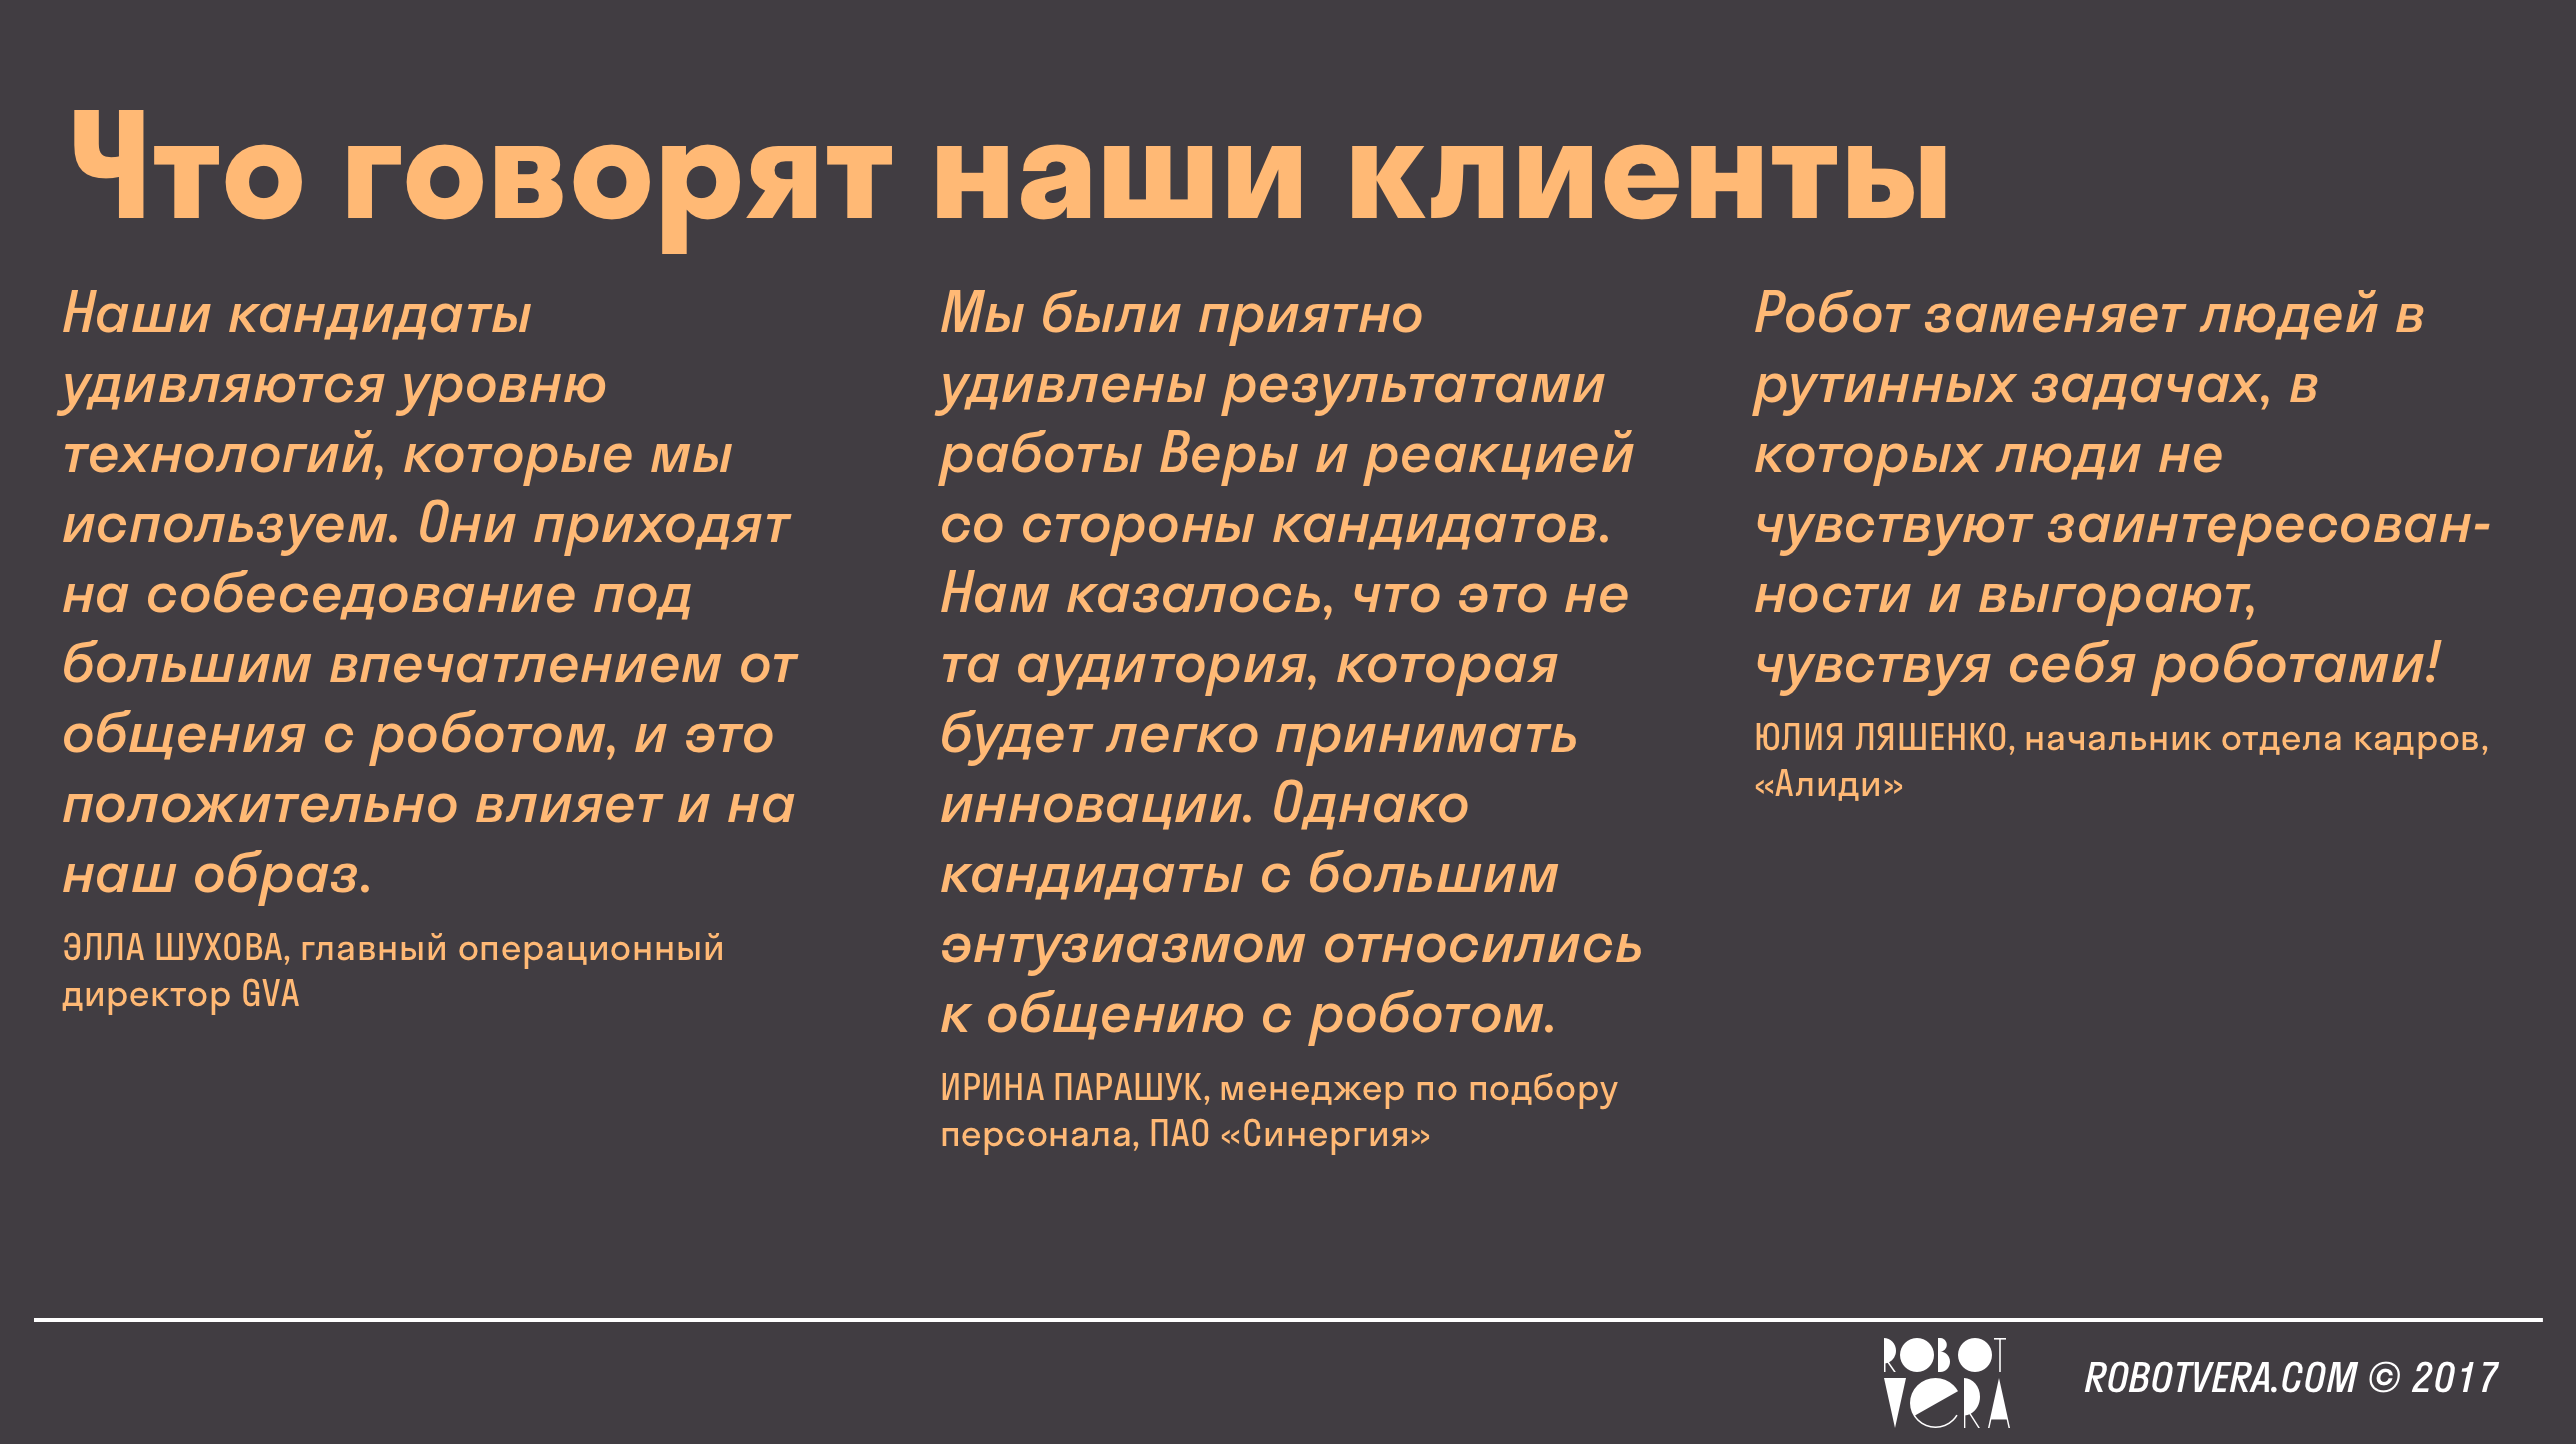 Что говорят наши клиенты
Наши кандидаты
удивляются уровню
технологий, которые мы
используем. Они приходят
на собеседование под
большим впечатлением от
общения с роботом, и это
положительно влияет и на
наш образ.
ЭЛЛА ШУХОВА, главный операционный
директор GVA
Мы были приятно
удивлены результатами
работы Веры и реакцией
со стороны кандидатов.
Нам казалось, что это не
та аудитория, которая
будет легко принимать
инновации. Однако
кандидаты с большим
энтузиазмом относились
к общению с роботом.
ИРИНА ПАРАШУК, менеджер по подбору
персонала, ПАО «Синергия»
Робот заменяет людей в
рутинных задачах, в
которых люди не
чувствуют заинтересован-
ности и выгорают,
чувствуя себя роботами!
ЮЛИЯ ЛЯШЕНКО, начальник отдела кадров,
«Алиди»
ROBOT
VERA
ROBOTVERA.COM © 2017